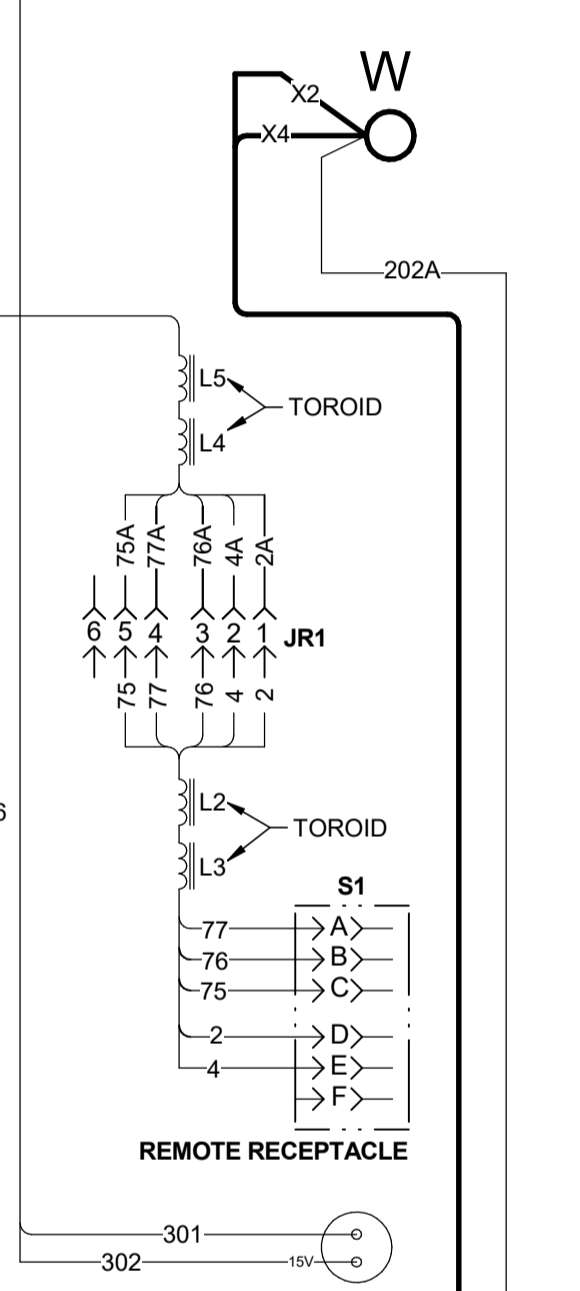 W
X2
X4
202A
L5
TOROID
L4
75A 77A 76A 4A 2A
6 5 4 3 2 1 JR1
75 77 76 4 2
L2
TOROID
L3
S1
77 A
76 B
75 C
2 D
4 E
F
REMOTE RECEPTACLE
301
302 15V